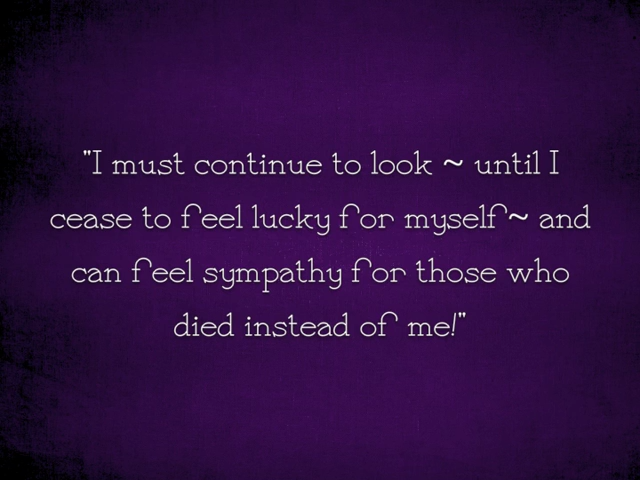 "I must continue to look ~ until I
cease to feel lucky for myself~ and
can feel sympathy for those who
died instead of me!"